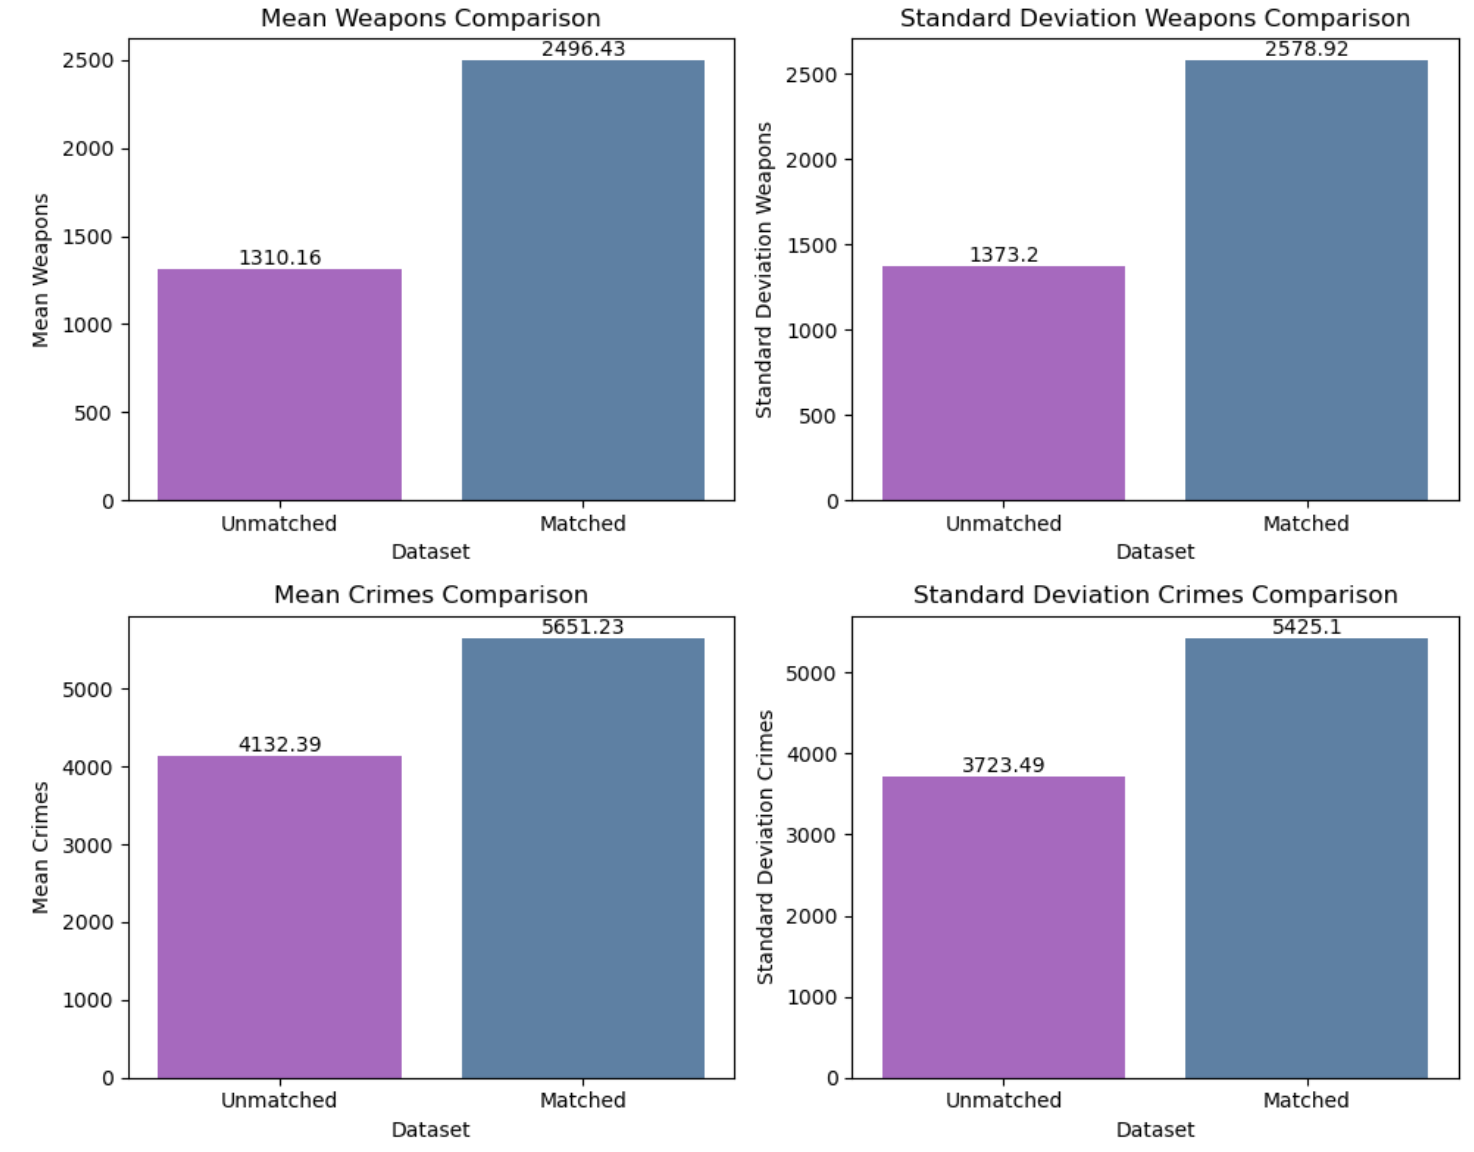 Mean Weapons Comparison
2496.43
2500
2000
1500
1310.16
1000
500
0
Mean Weapons
Unmatched
Matched
Dataset
Standard Deviation Weapons Comparison
2578.92
2500
2000
1500
1373.2
1000
500
0
Standard Deviation Weapons
Unmatched
Matched
Dataset
Mean Crimes Comparison
5651.23
5000
4132.39
4000
3000
2000
1000
0
Mean Crimes
Unmatched
Matched
Dataset
Standard Deviation Crimes Comparison
5425.1
5000
4000
3723.49
3000
2000
1000
0
Standard Deviation Crimes
Unmatched
Matched
Dataset